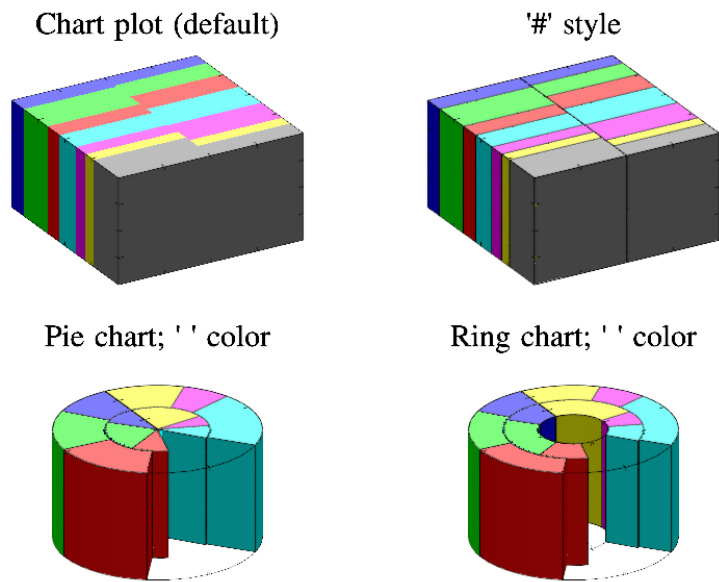 Chart plot (default)
'#' style
Pie chart; ' ' color
Ring chart; ' ' color